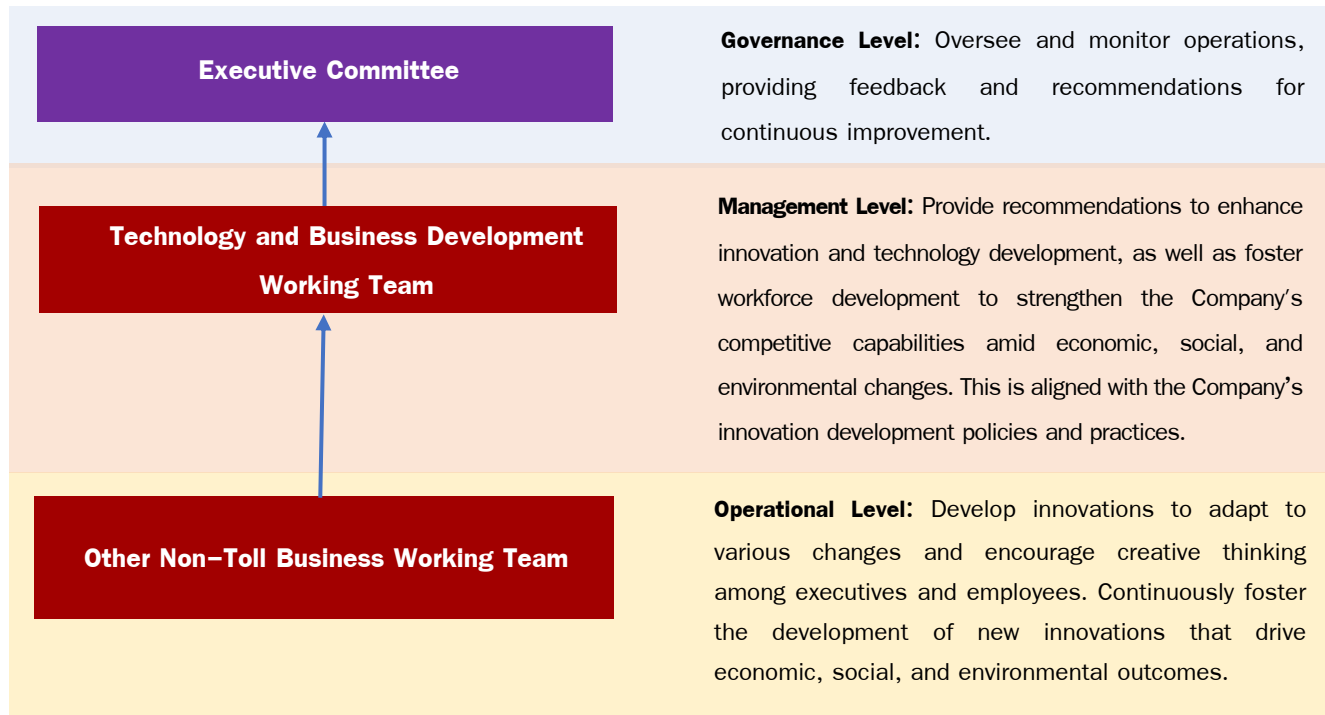 Executive Committee
Governance Level: Oversee and monitor operations,
providing feedback and recommendations for
continuous improvement.
Technology and Business Development
Working Team
Management Level: Provide recommendations to enhance
innovation and technology development, as well as foster
workforce development to strengthen the Company's
competitive capabilities amid economic, social, and
environmental changes. This is aligned with the Company's
innovation development policies and practices.
Other Non–Toll Business Working Team
Operational Level: Develop innovations to adapt to
various changes and encourage creative thinking
among executives and employees. Continuously foster
the development of new innovations that drive
economic, social, and environmental outcomes.